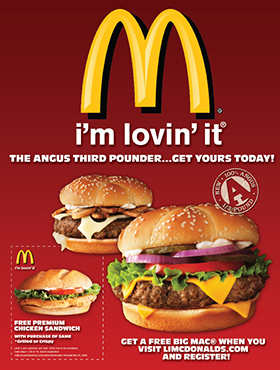 i'm lovin' it®
THE ANGUS THIRD POUNDER...GET YOURS TODAY!
NEW • 100% ANGUS
A
1/3 POUND
i'm lovin' it
FREE PREMIUM
CHICKEN SANDWICH
WITH PURCHASE OF SAME
*Grilled or Crispy
GET A FREE BIG MAC® WHEN YOU
VISIT LIMCDONALDS.COM
AND REGISTER!